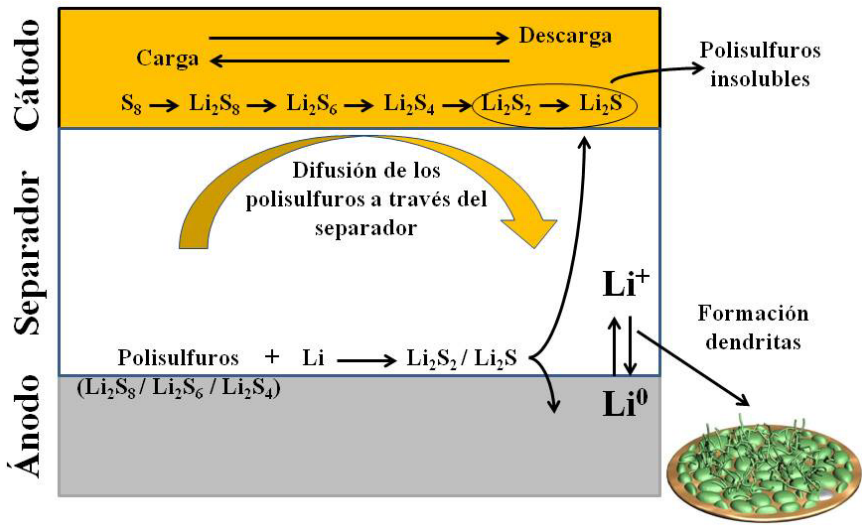 Cátodo
Descarga
Carga
S₈ → Li₂S₈ → Li₂S₆ → Li₂S₄ → Li₂S₂ → Li₂S
Polisulfuros
insolubles
Separador
Difusión de los
polisulfuros a través del
separador
Li⁺
Formación
dendritas
Polisulfuros + Li → Li₂S₂ / Li₂S
(Li₂S₈ / Li₂S₆ / Li₂S₄)
Ánodo
Li⁰